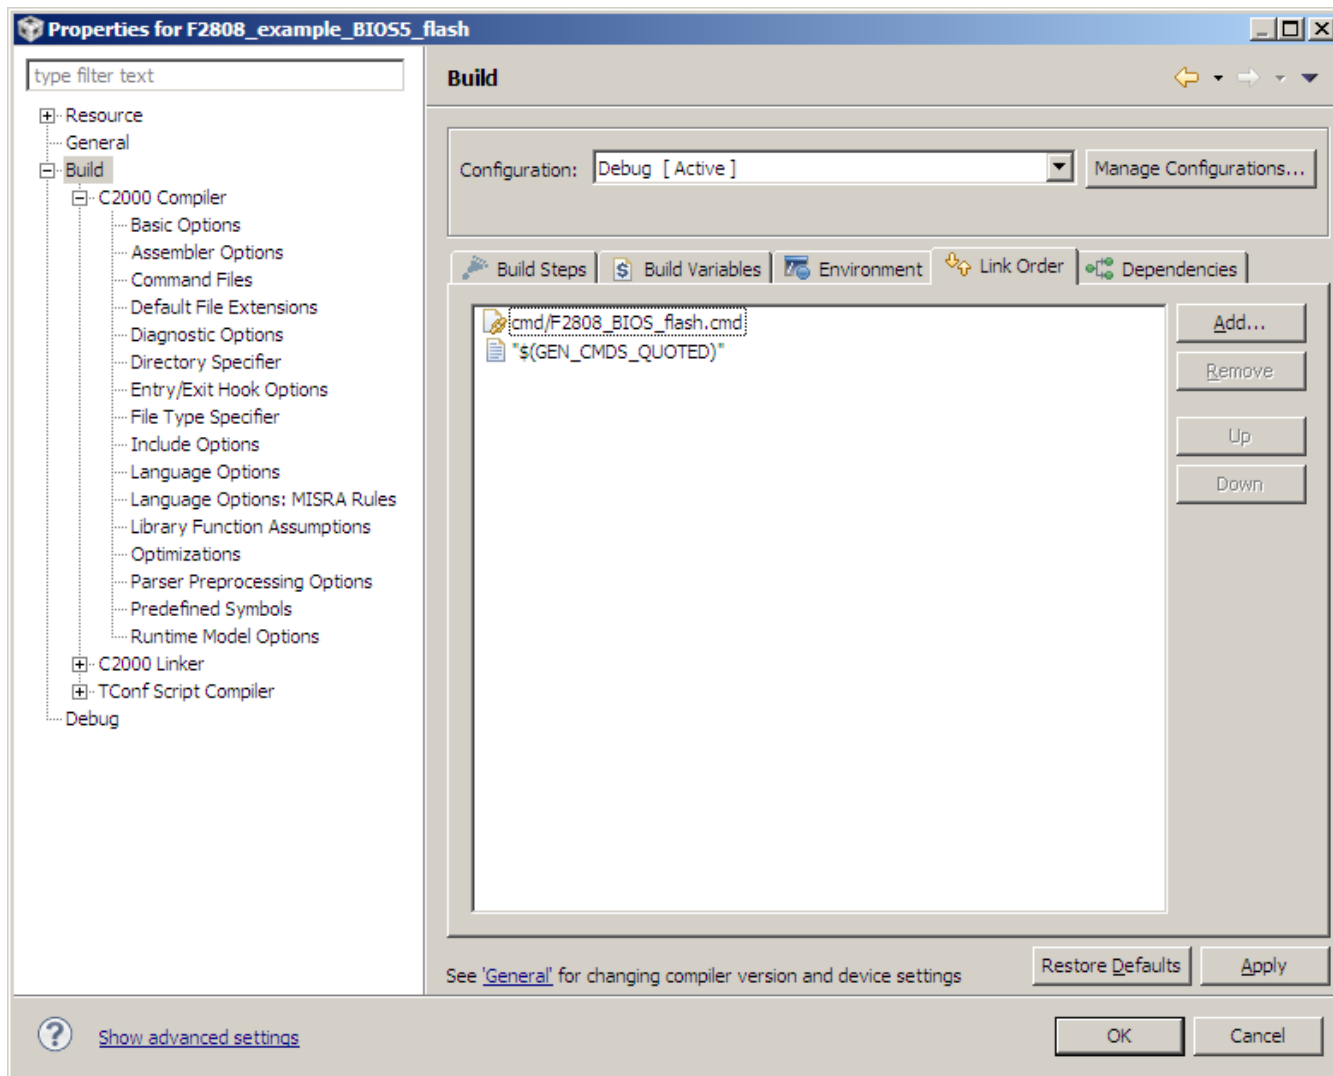 Properties for F2808_example_BIOS5_flash
type filter text
Resource
General
Build
C2000 Compiler
Basic Options
Assembler Options
Command Files
Default File Extensions
Diagnostic Options
Directory Specifier
Entry/Exit Hook Options
File Type Specifier
Include Options
Language Options
Language Options: MISRA Rules
Library Function Assumptions
Optimizations
Parser Preprocessing Options
Predefined Symbols
Runtime Model Options
C2000 Linker
TConf Script Compiler
Debug
Build
Configuration: Debug [ Active ] Manage Configurations...
Build Steps $ Build Variables Environment Link Order Dependencies
cmd/F2808_BIOS_flash.cmd
"$(GEN_CMDS_QUOTED)"
Add...
Remove
Up
Down
See 'General' for changing compiler version and device settings
Restore Defaults Apply
? Show advanced settings
OK Cancel